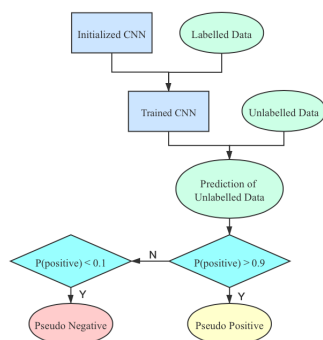 Initialized CNN
Labelled Data
Trained CNN
Unlabelled Data
Prediction of
Unlabelled Data
P(positive) < 0.1
N
P(positive) > 0.9
Y
Y
Pseudo Negative
Pseudo Positive